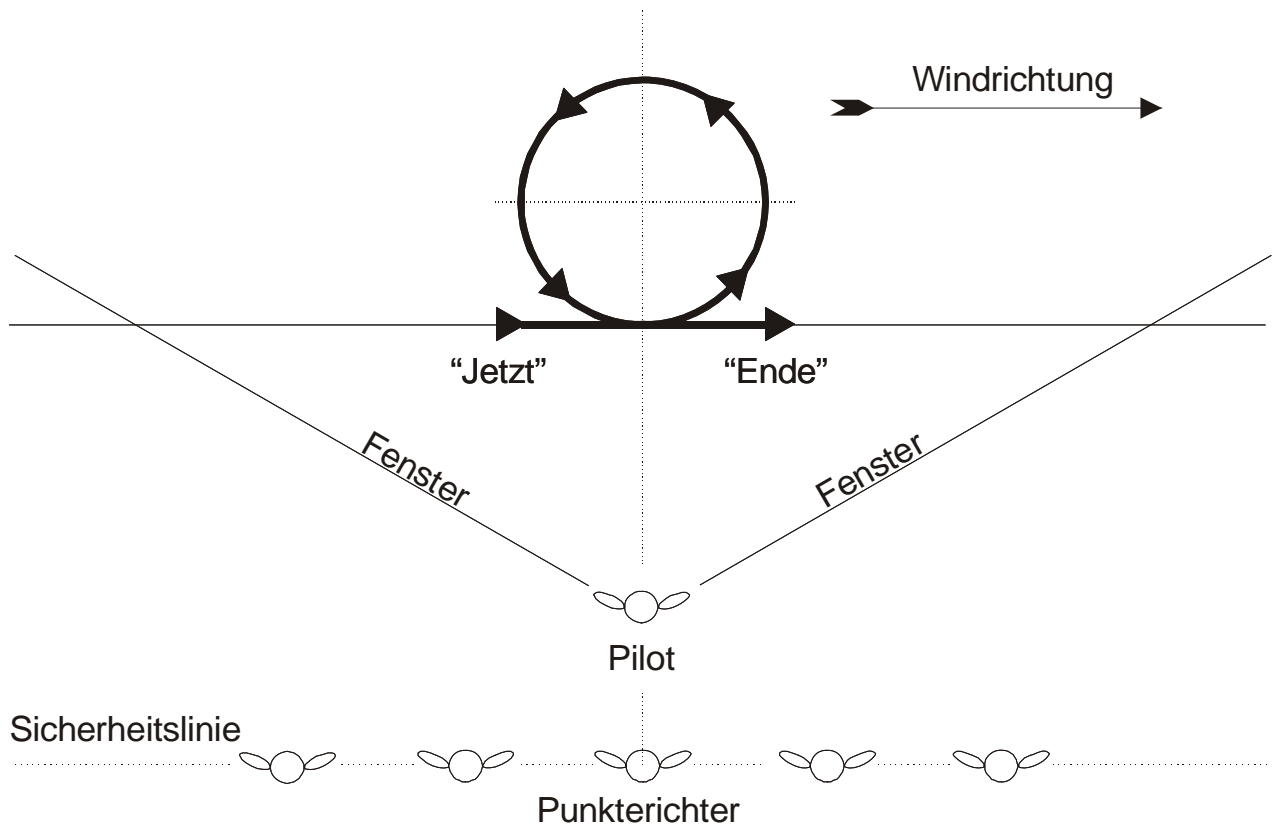 Windrichtung
“Jetzt”
“Ende”
Fenster
Fenster
Pilot
Sicherheitslinie
Punkterichter